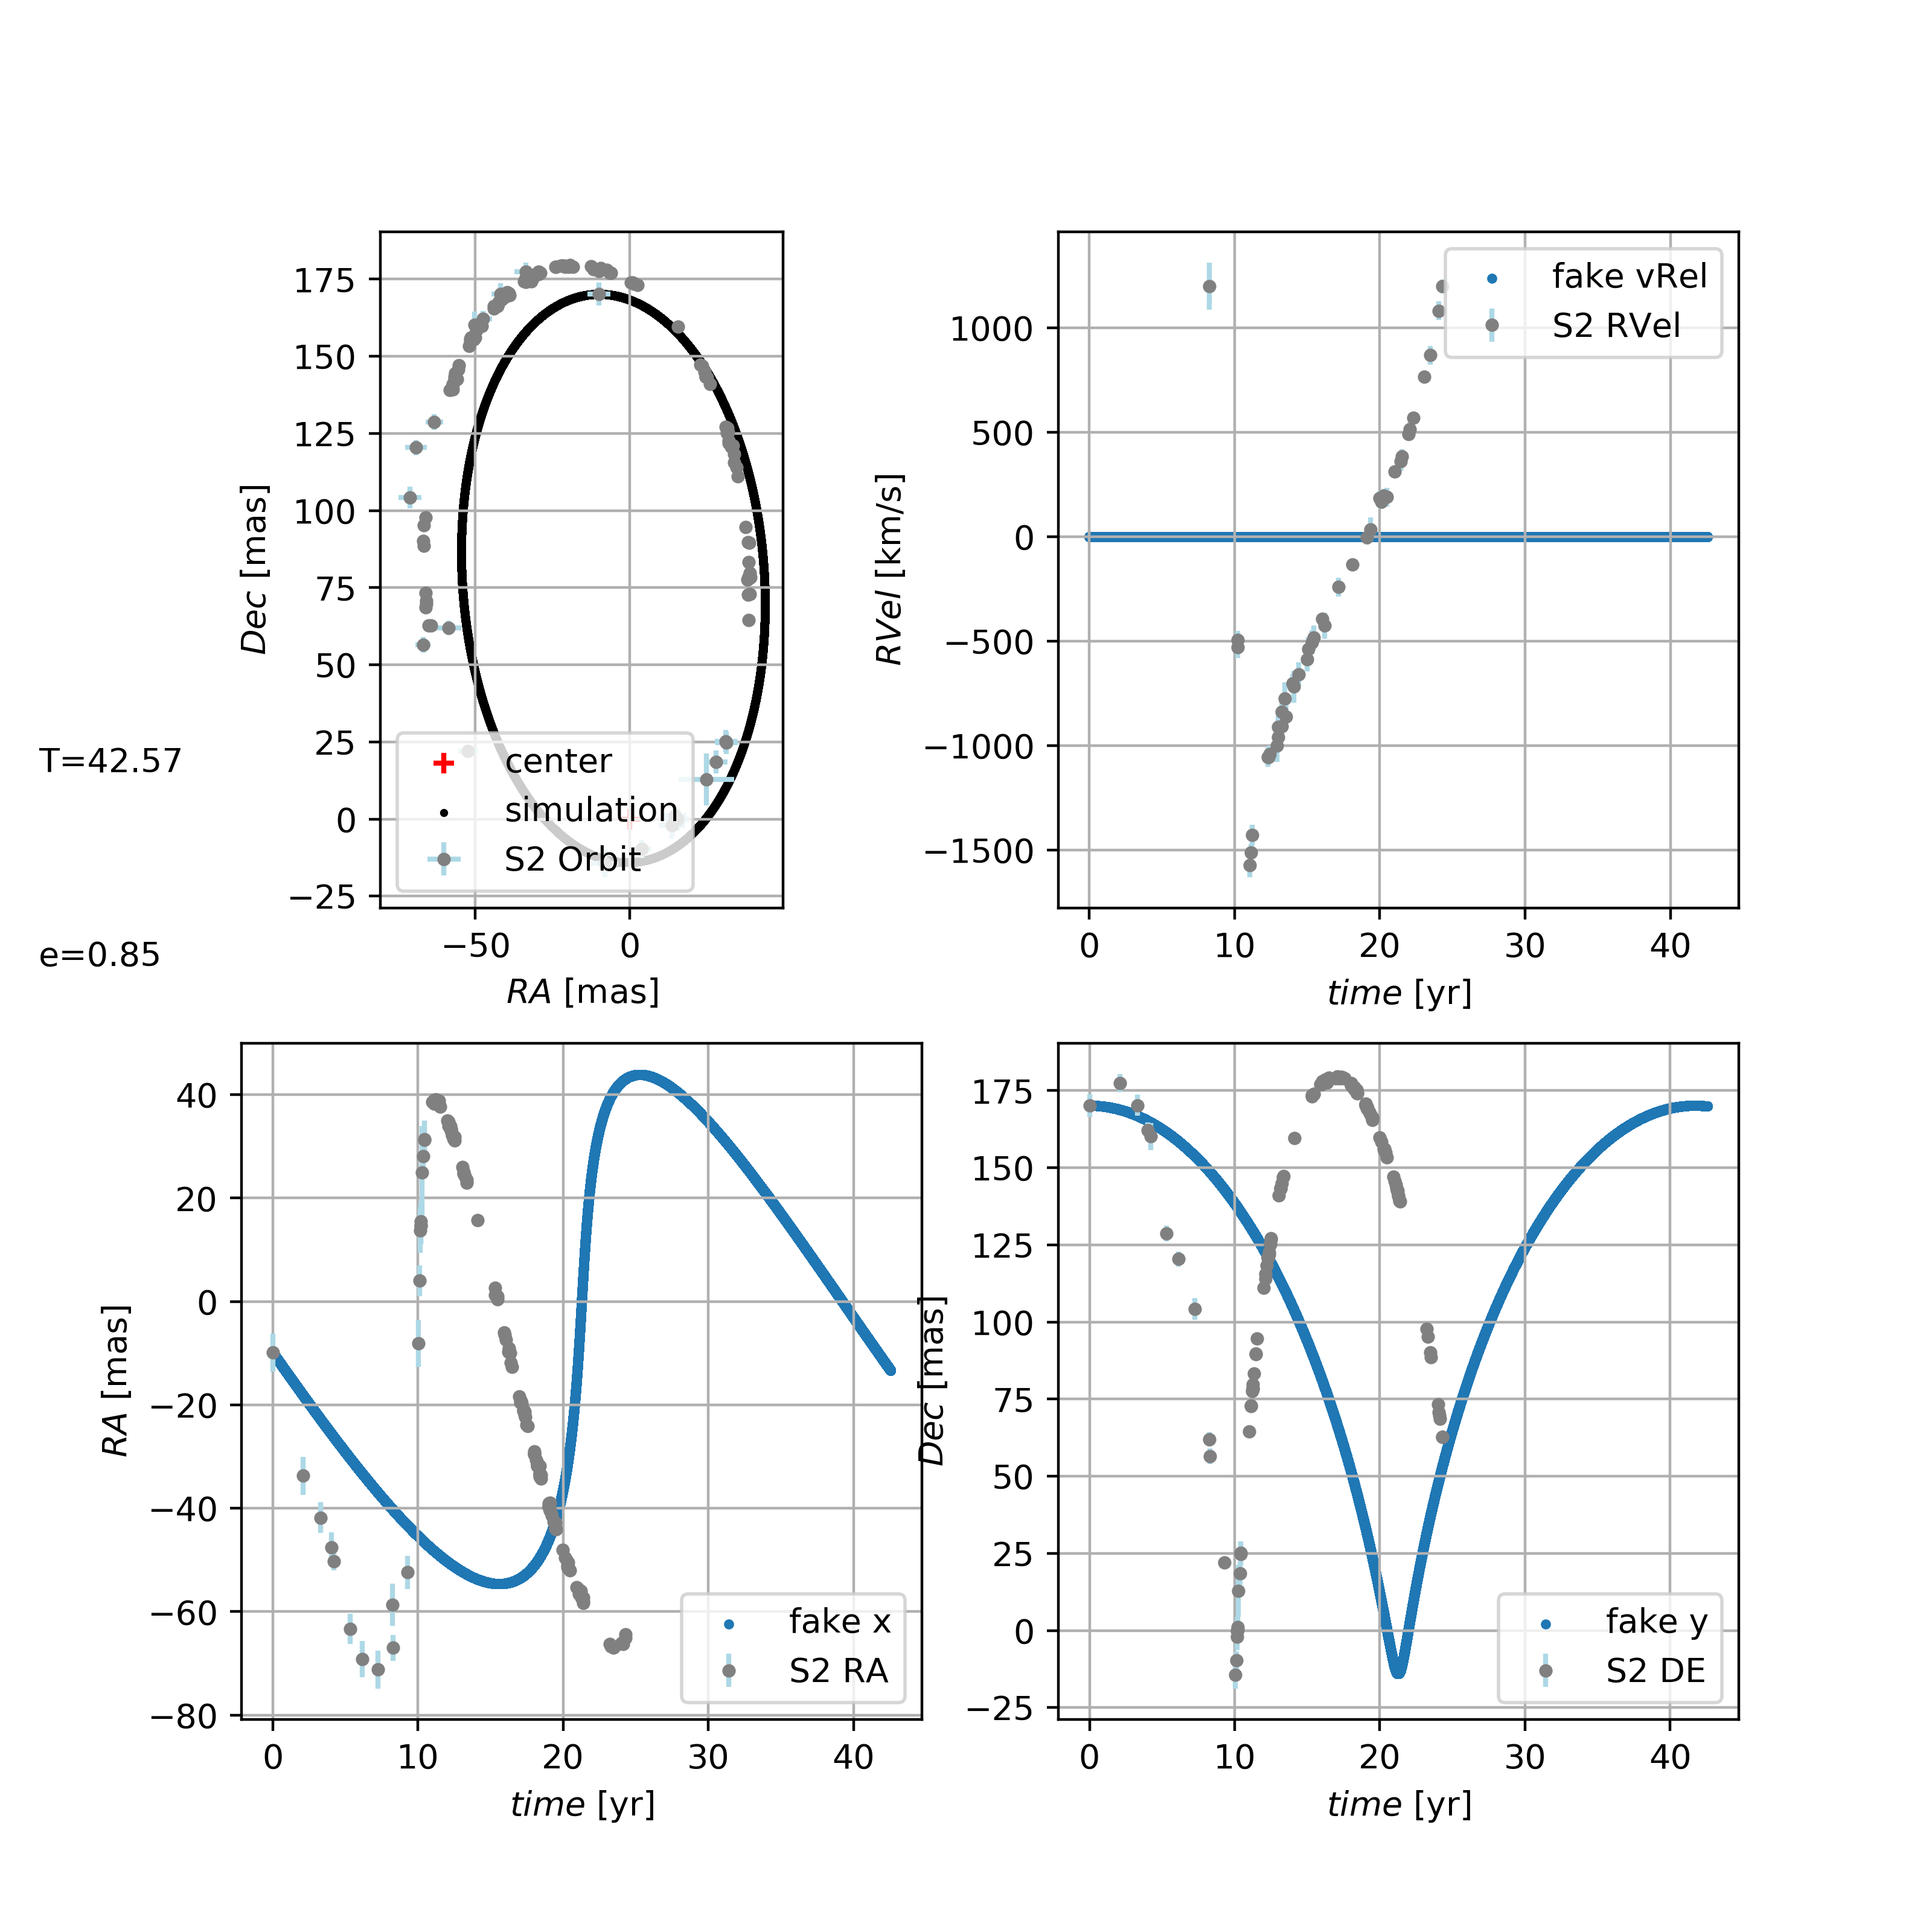 175
150
125
100
75
50
25
0
−25
Dec [mas]
−50 0
RA [mas]
center
simulation
S2 Orbit
T=42.57
e=0.85
1000
500
0
−500
−1000
−1500
RVel [km/s]
0 10 20 30 40
time [yr]
fake vRel
S2 RVel
40
20
0
−20
−40
−60
−80
RA [mas]
0 10 20 30 40
time [yr]
fake x
S2 RA
175
150
125
100
75
50
25
0
−25
Dec [mas]
0 10 20 30 40
time [yr]
fake y
S2 DE